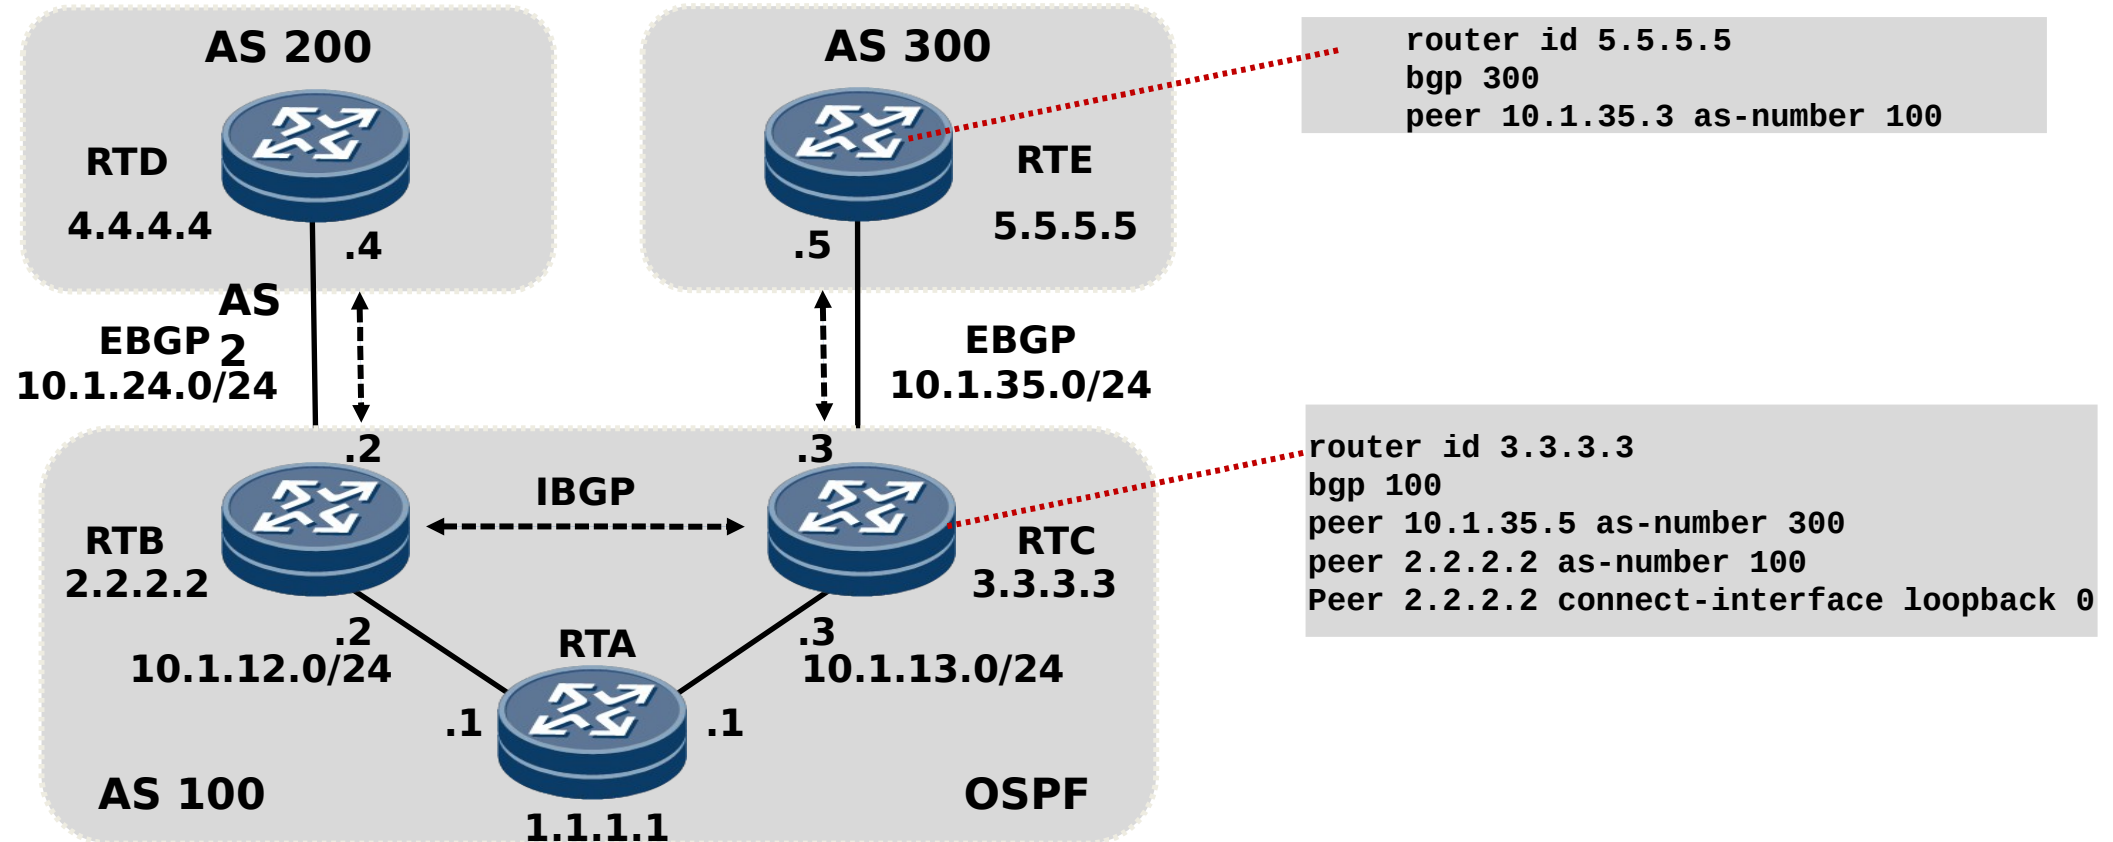 AS 200
RTD
4.4.4.4
.4
AS 300
RTE
5.5.5.5
.5
router id 5.5.5.5
bgp 300
peer 10.1.35.3 as-number 100
AS
2
EBGP
10.1.24.0/24
EBGP
10.1.35.0/24
.2
.3
IBGP
RTB
2.2.2.2
RTC
3.3.3.3
router id 3.3.3.3
bgp 100
peer 10.1.35.5 as-number 300
peer 2.2.2.2 as-number 100
Peer 2.2.2.2 connect-interface loopback 0
.2
10.1.12.0/24
RTA
.3
10.1.13.0/24
.1
.1
AS 100
OSPF
1.1.1.1